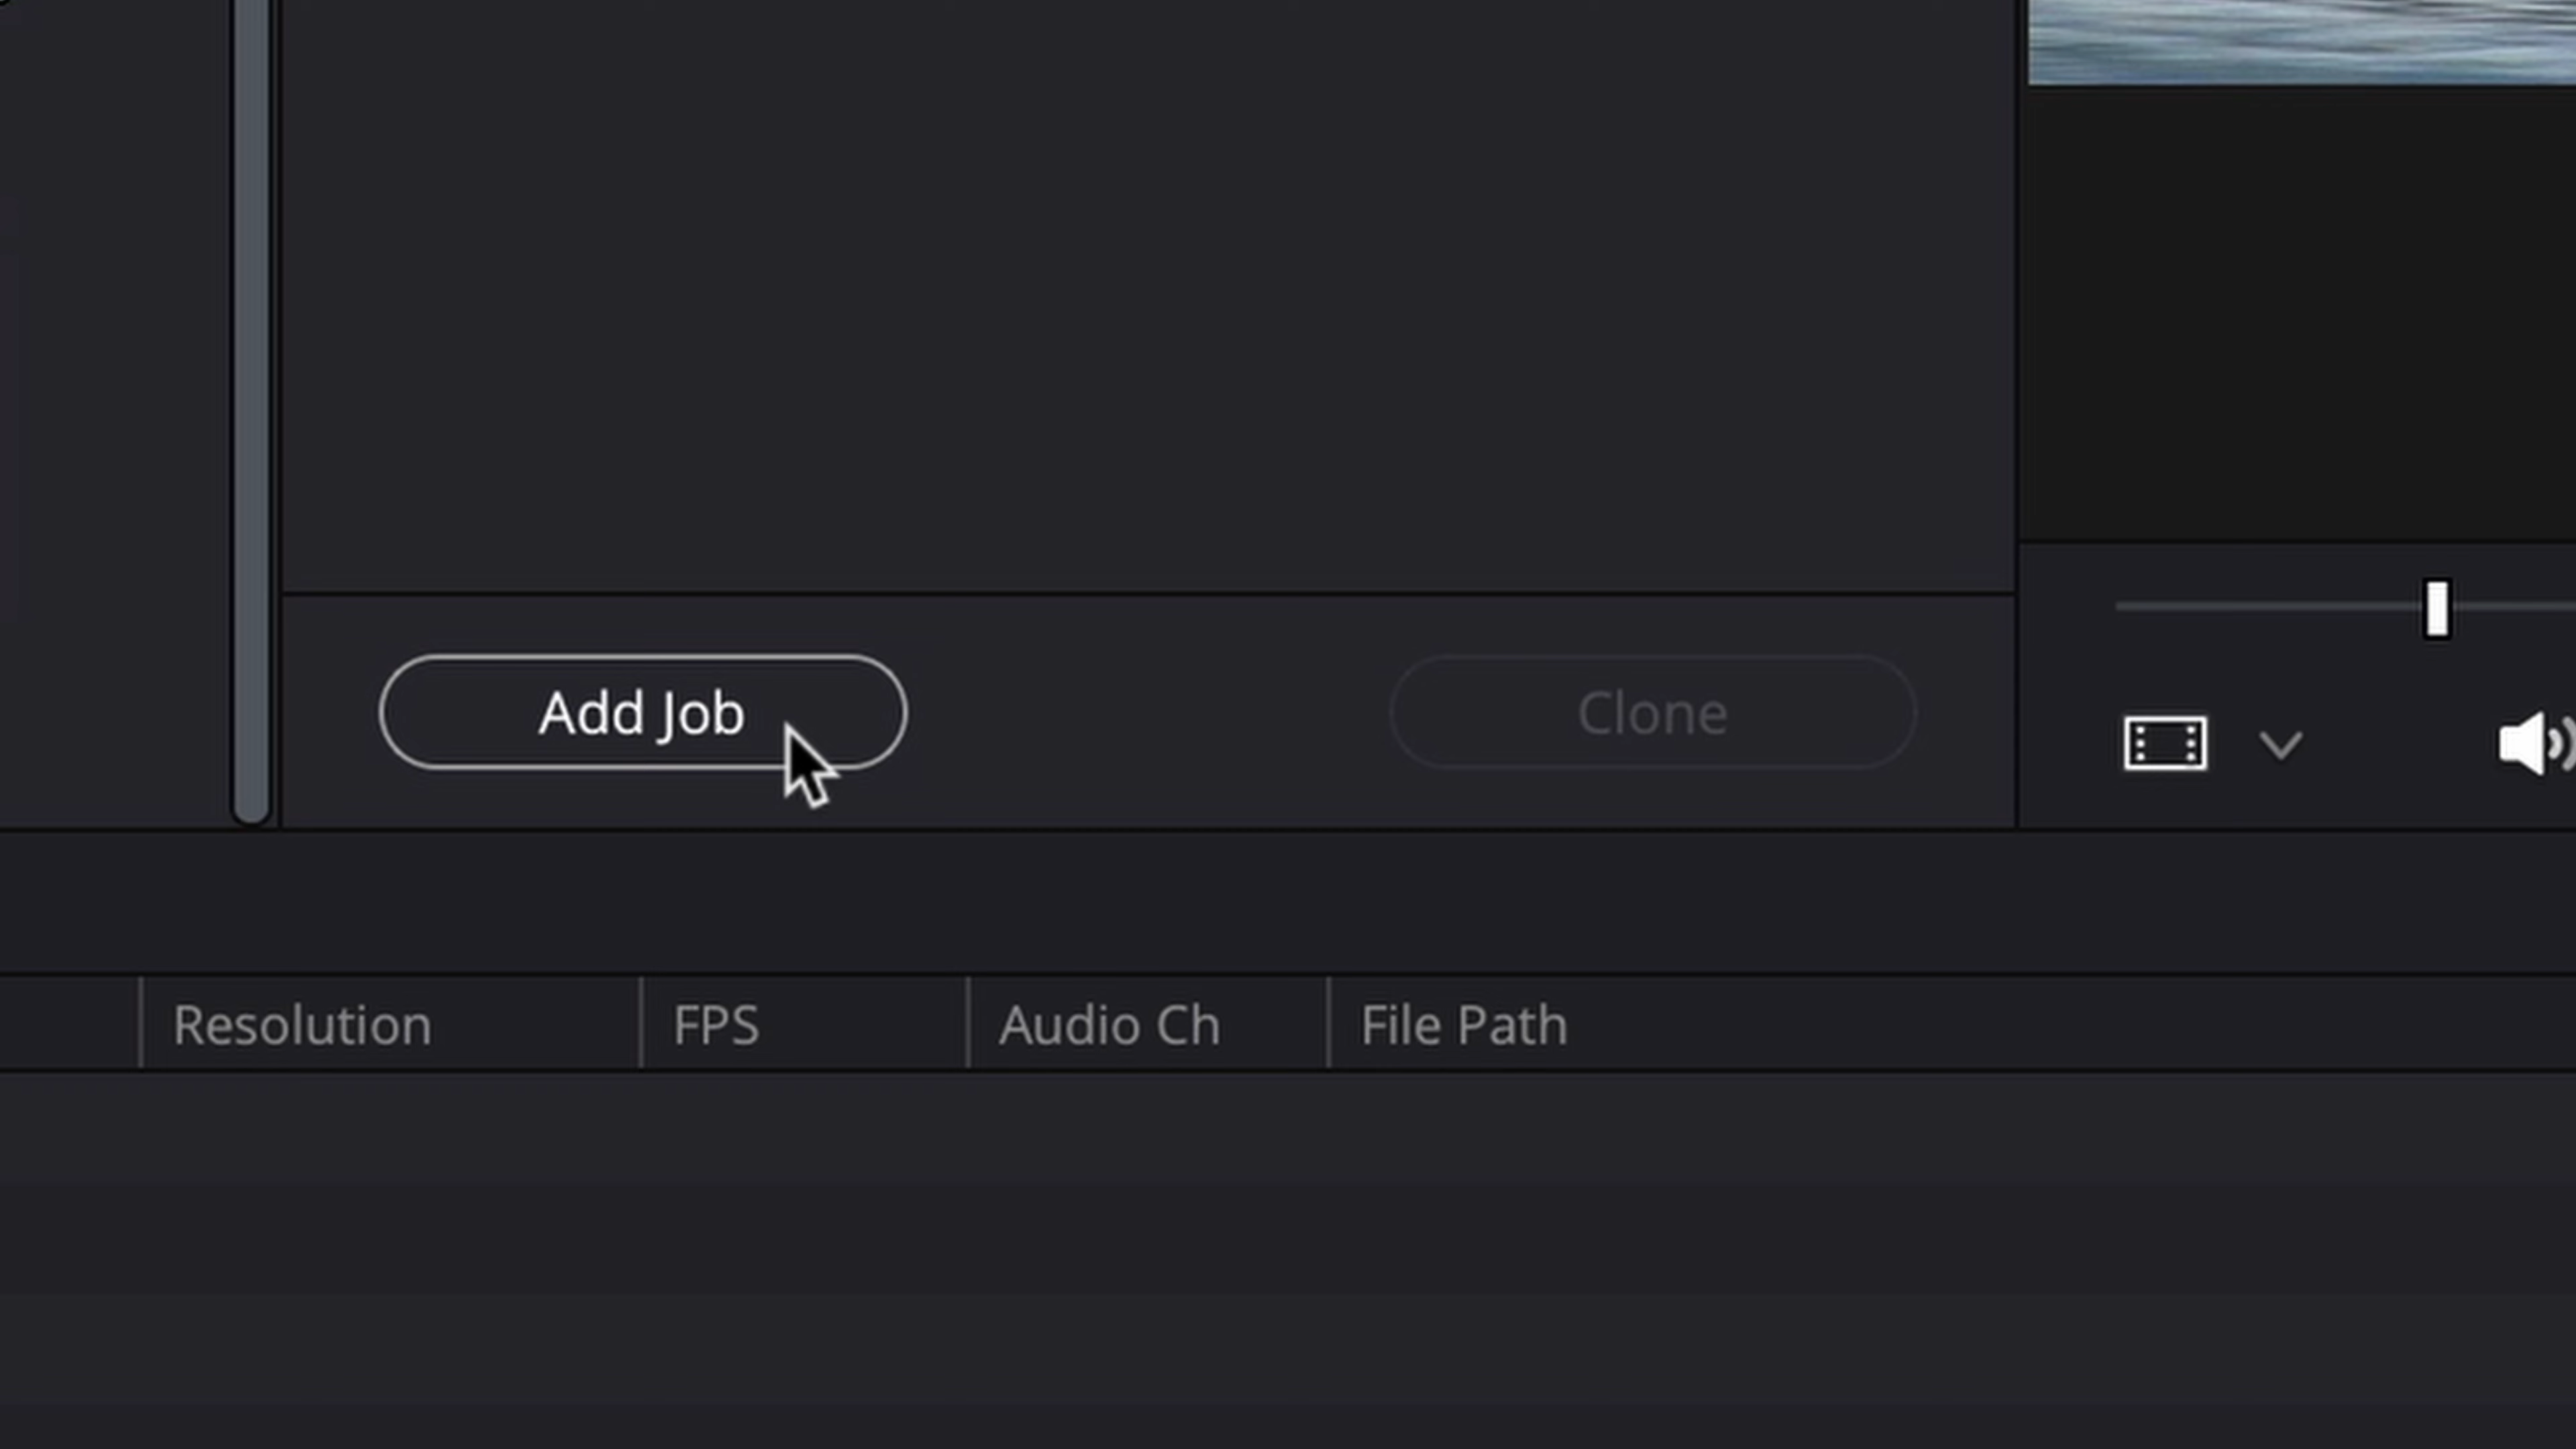 Add Job
Clone
Resolution
FPS
Audio Ch
File Path